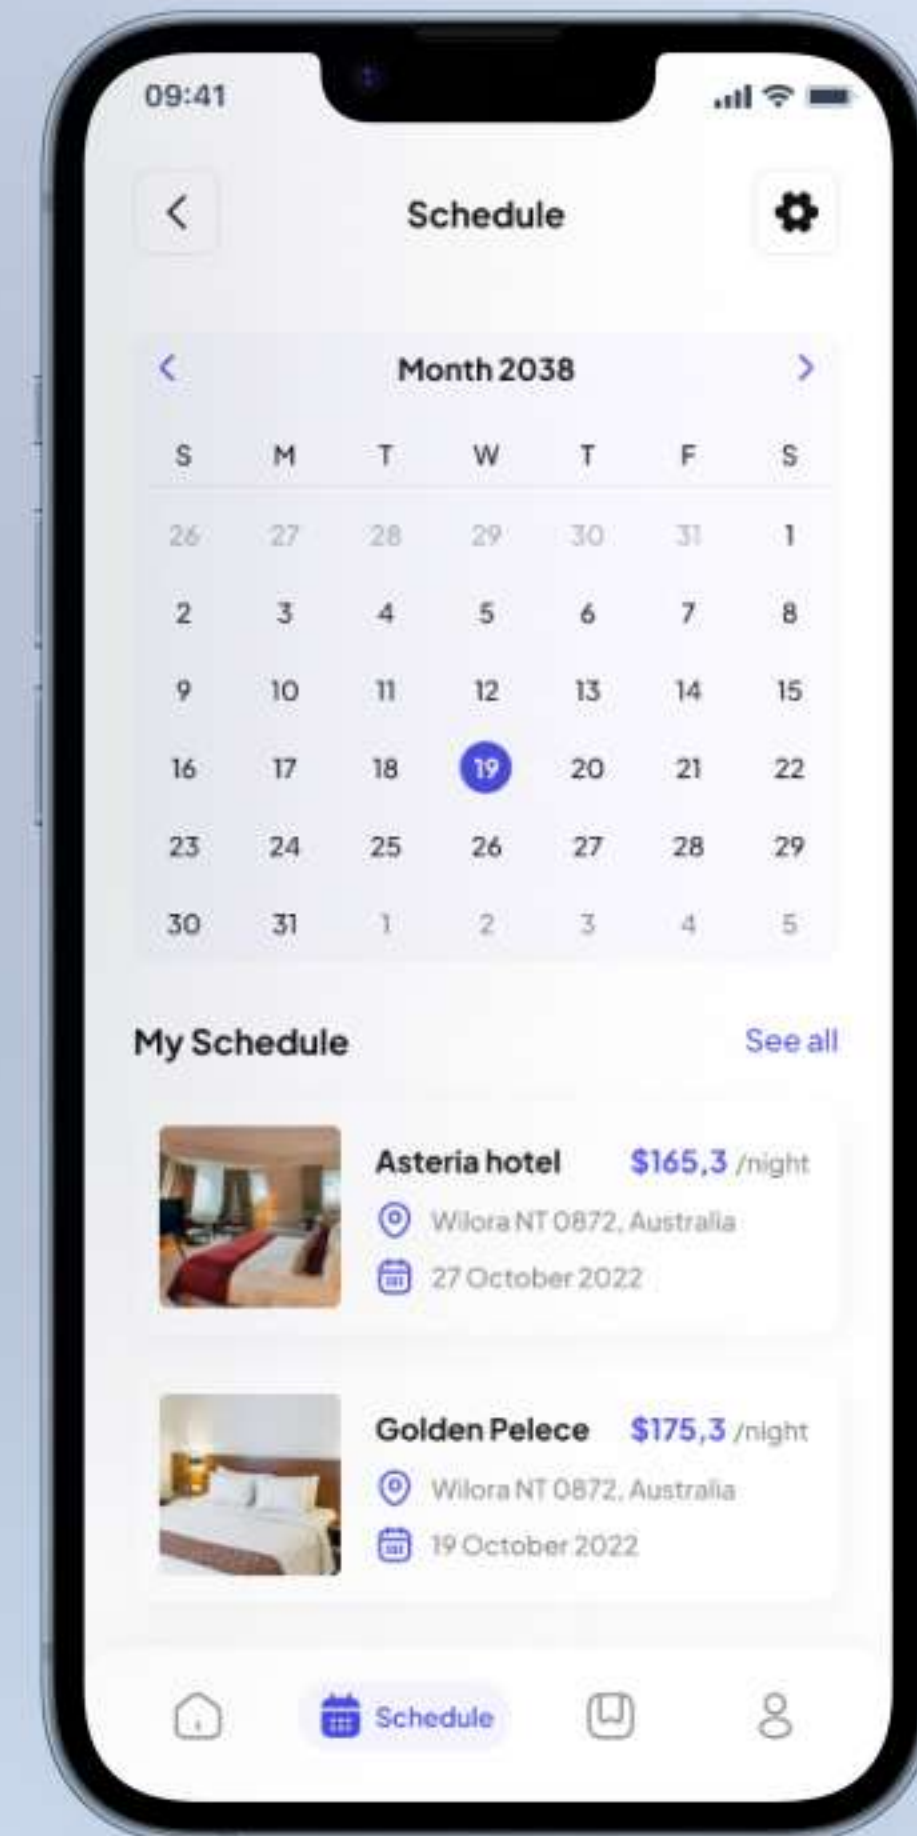 09:41
Schedule
Month 2038
S M T W T F S
26 27 28 29 30 31 1
2 3 4 5 6 7 8
9 10 11 12 13 14 15
16 17 18 19 20 21 22
23 24 25 26 27 28 29
30 31 1 2 3 4 5
My Schedule See all
Asteria hotel $165,3 /night
Wilora NT 0872, Australia
27 October 2022
Golden Pelece $175,3 /night
Wilora NT 0872, Australia
19 October 2022
Schedule